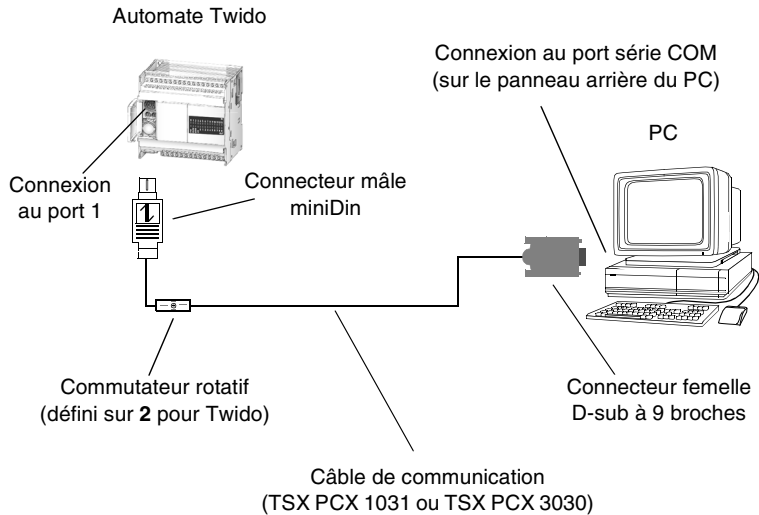 Automate Twido
Connexion au port série COM
(sur le panneau arrière du PC)
PC
Connexion
au port 1
Connecteur mâle
miniDin
Commutateur rotatif
(défini sur 2 pour Twido)
Connecteur femelle
D-sub à 9 broches
Câble de communication
(TSX PCX 1031 ou TSX PCX 3030)